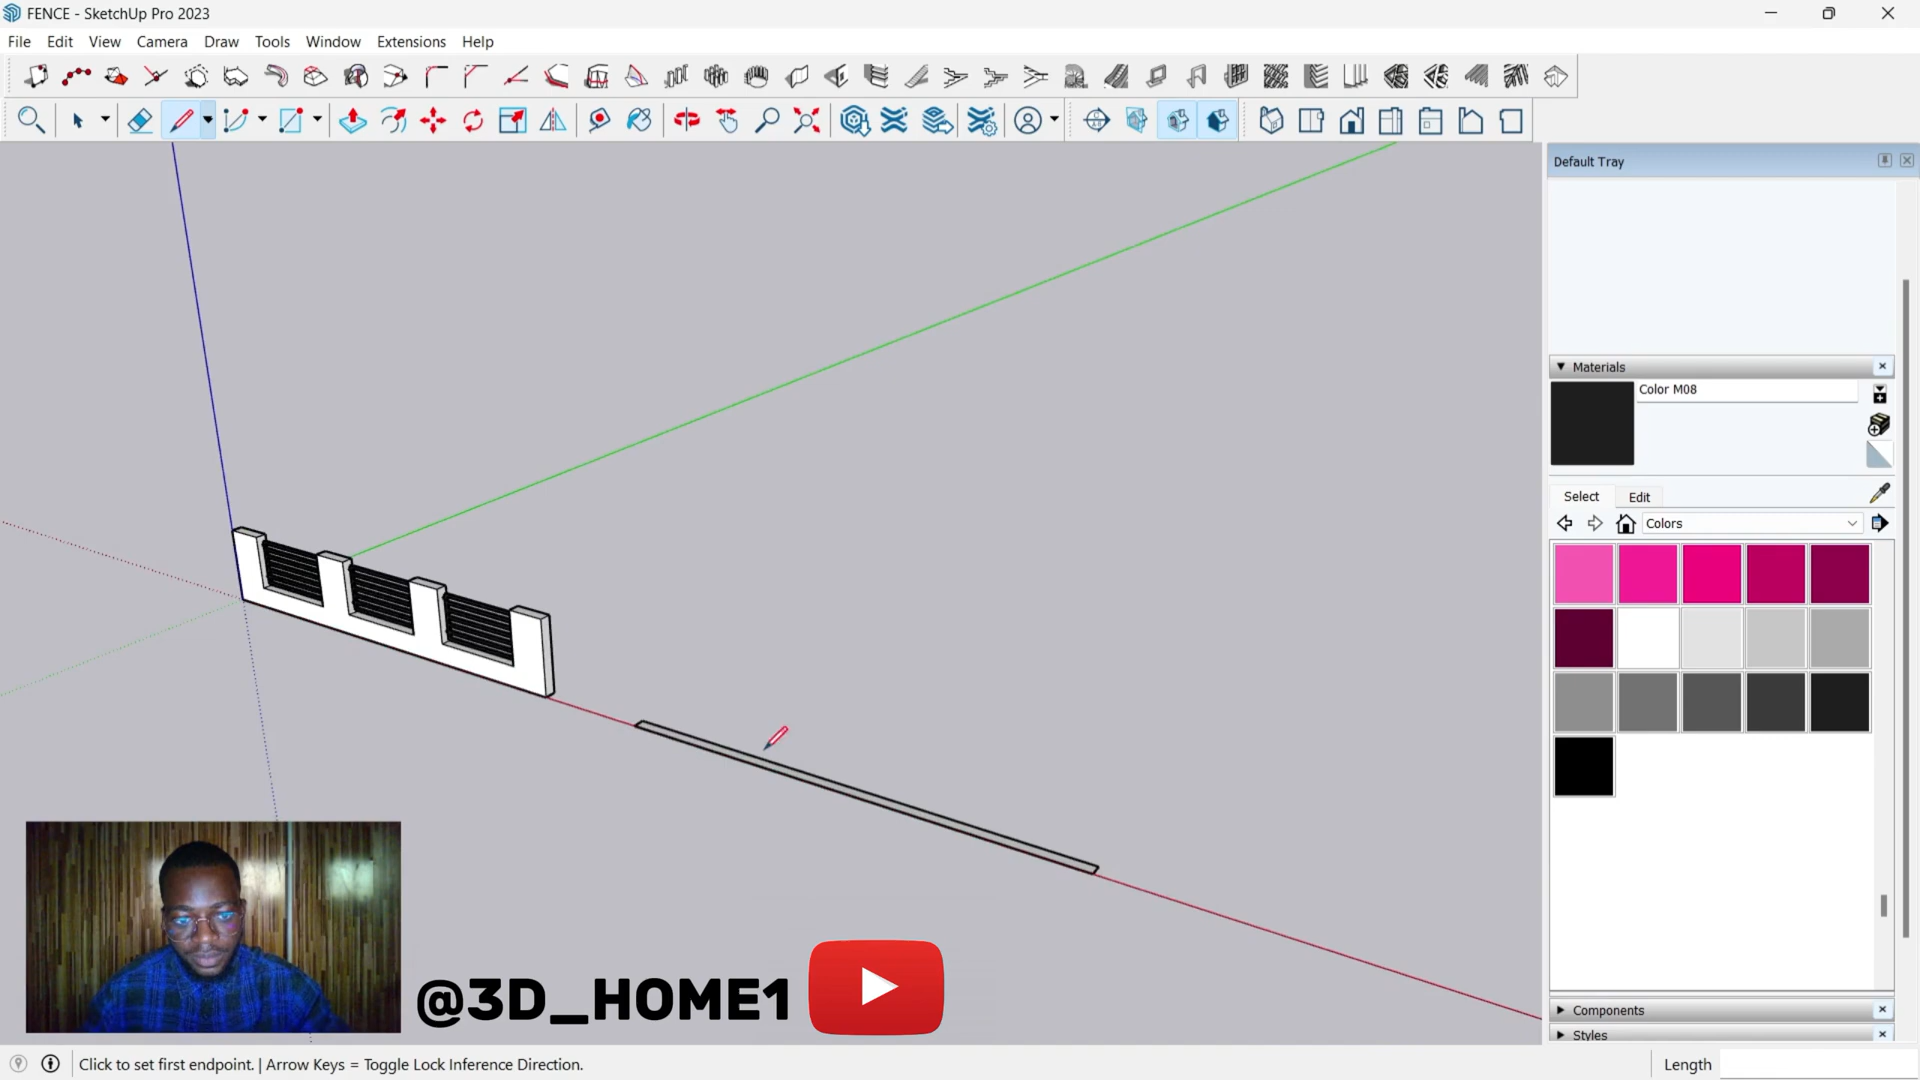 FENCE - SketchUp Pro 2023
File Edit View Camera Draw Tools Window Extensions Help
Default Tray
Materials
Color M08
Select Edit
Colors
@3D_HOME1
Components
Styles
Click to set first endpoint. | Arrow Keys = Toggle Lock Inference Direction.
Length